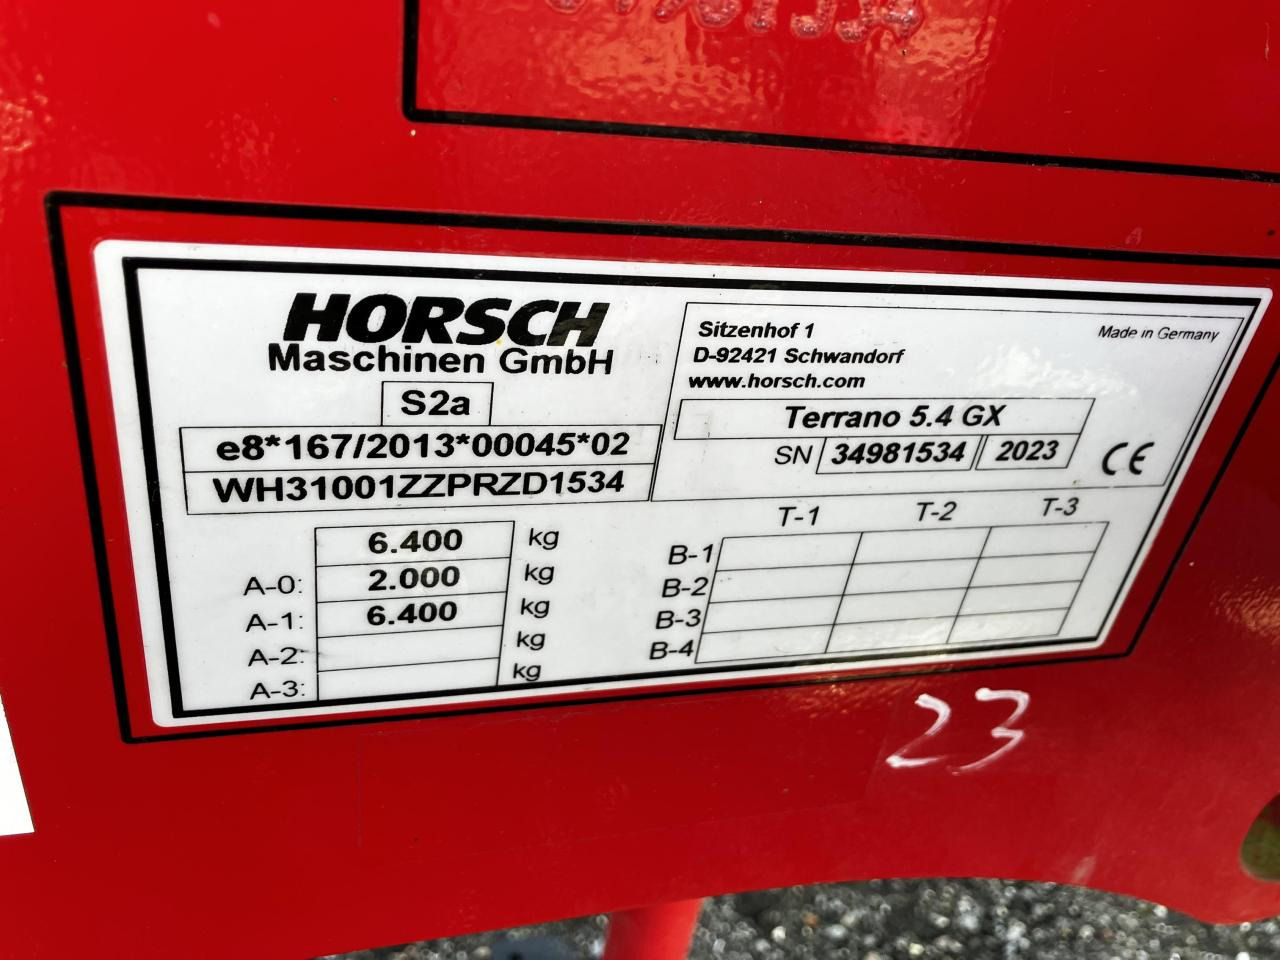 HORSCH
Maschinen GmbH
S2a
e8*167/2013*00045*02
WH31001ZZPRZD1534
Sitzenhof 1
D-92421 Schwandorf
www.horsch.com
Made in Germany
Terrano 5.4 GX
SN 34981534 2023
CE
6.400 kg
A-0: 2.000 kg
A-1: 6.400 kg
A-2: kg
A-3: kg
T-1 T-2 T-3
B-1
B-2
B-3
B-4
23